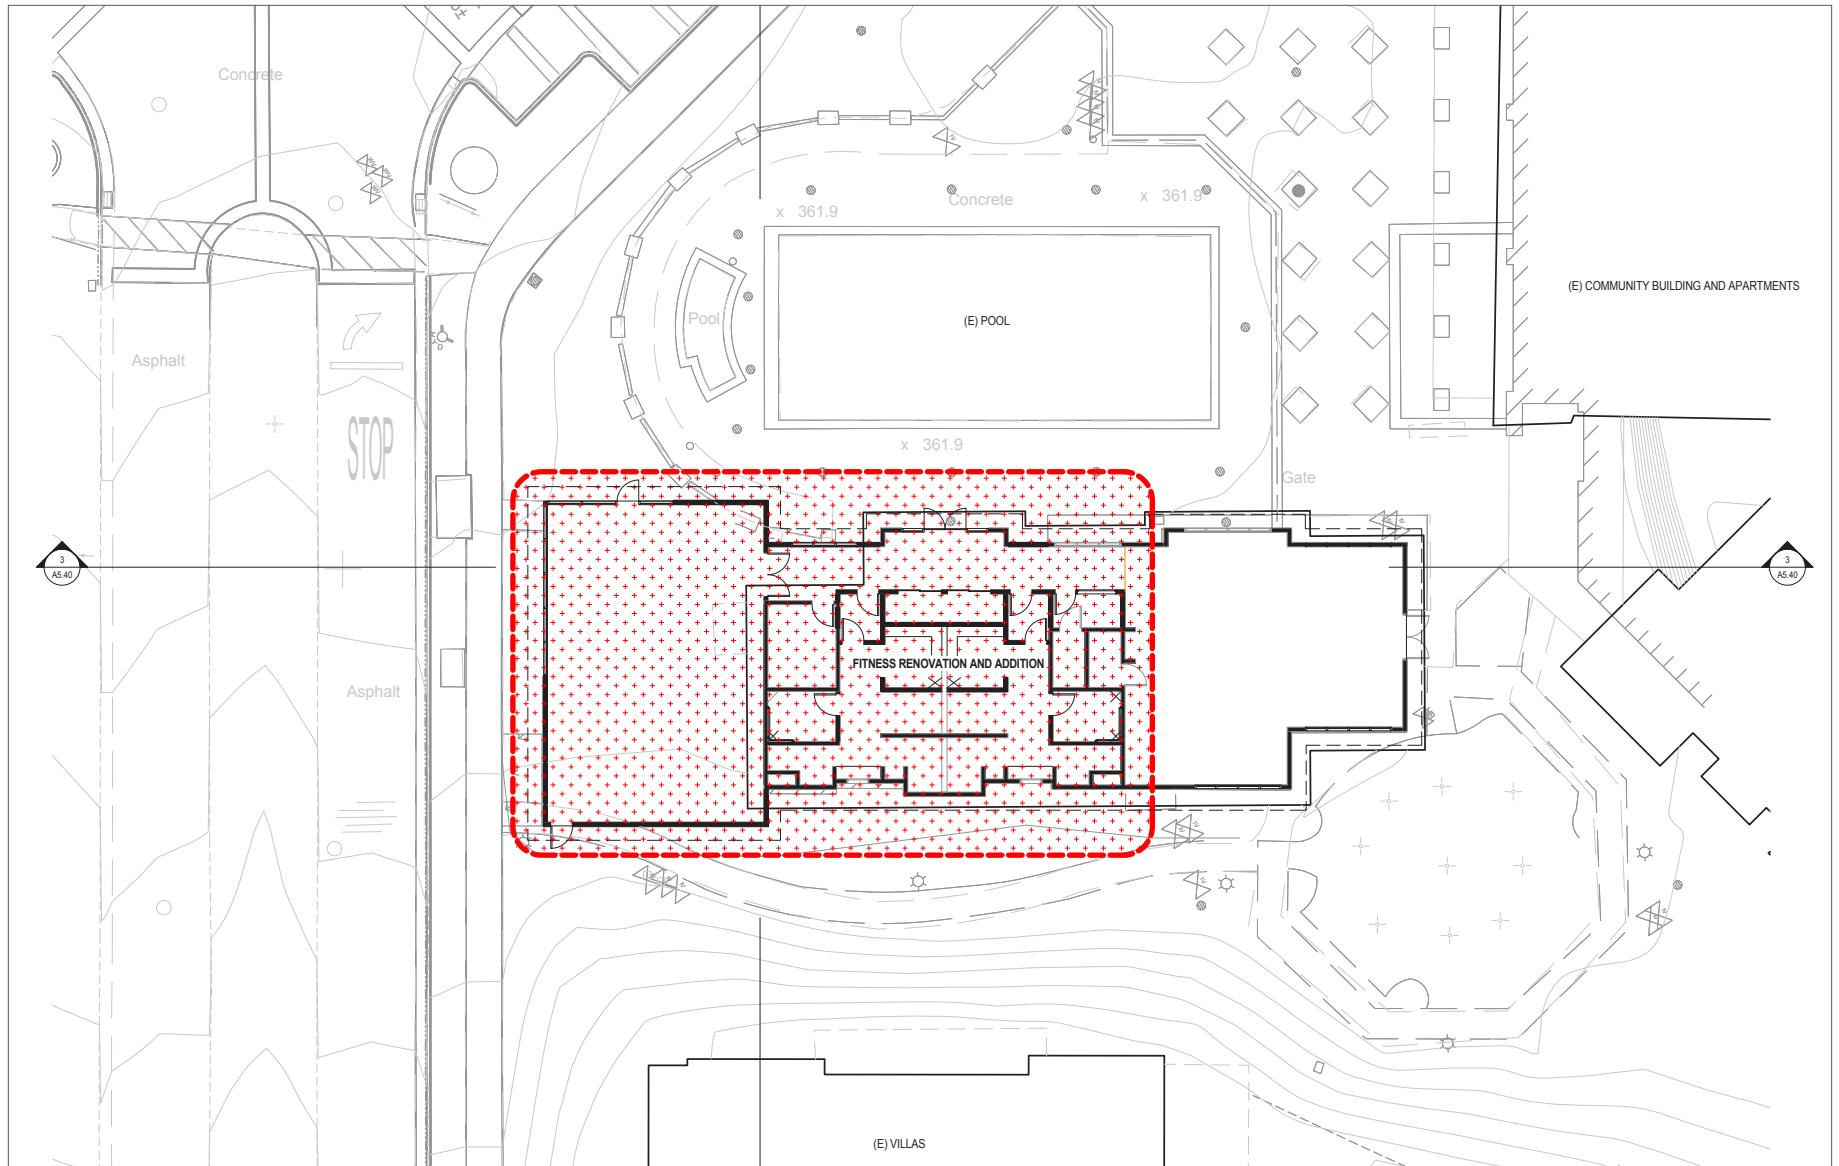 Concrete
Concrete
x 361.9
x 361.9
(E) COMMUNITY BUILDING AND APARTMENTS
Pool
(E) POOL
Asphalt
STOP
x 361.9
Gate
3
A5.40
3
A5.40
FITNESS RENOVATION AND ADDITION
Asphalt
(E) VILLAS